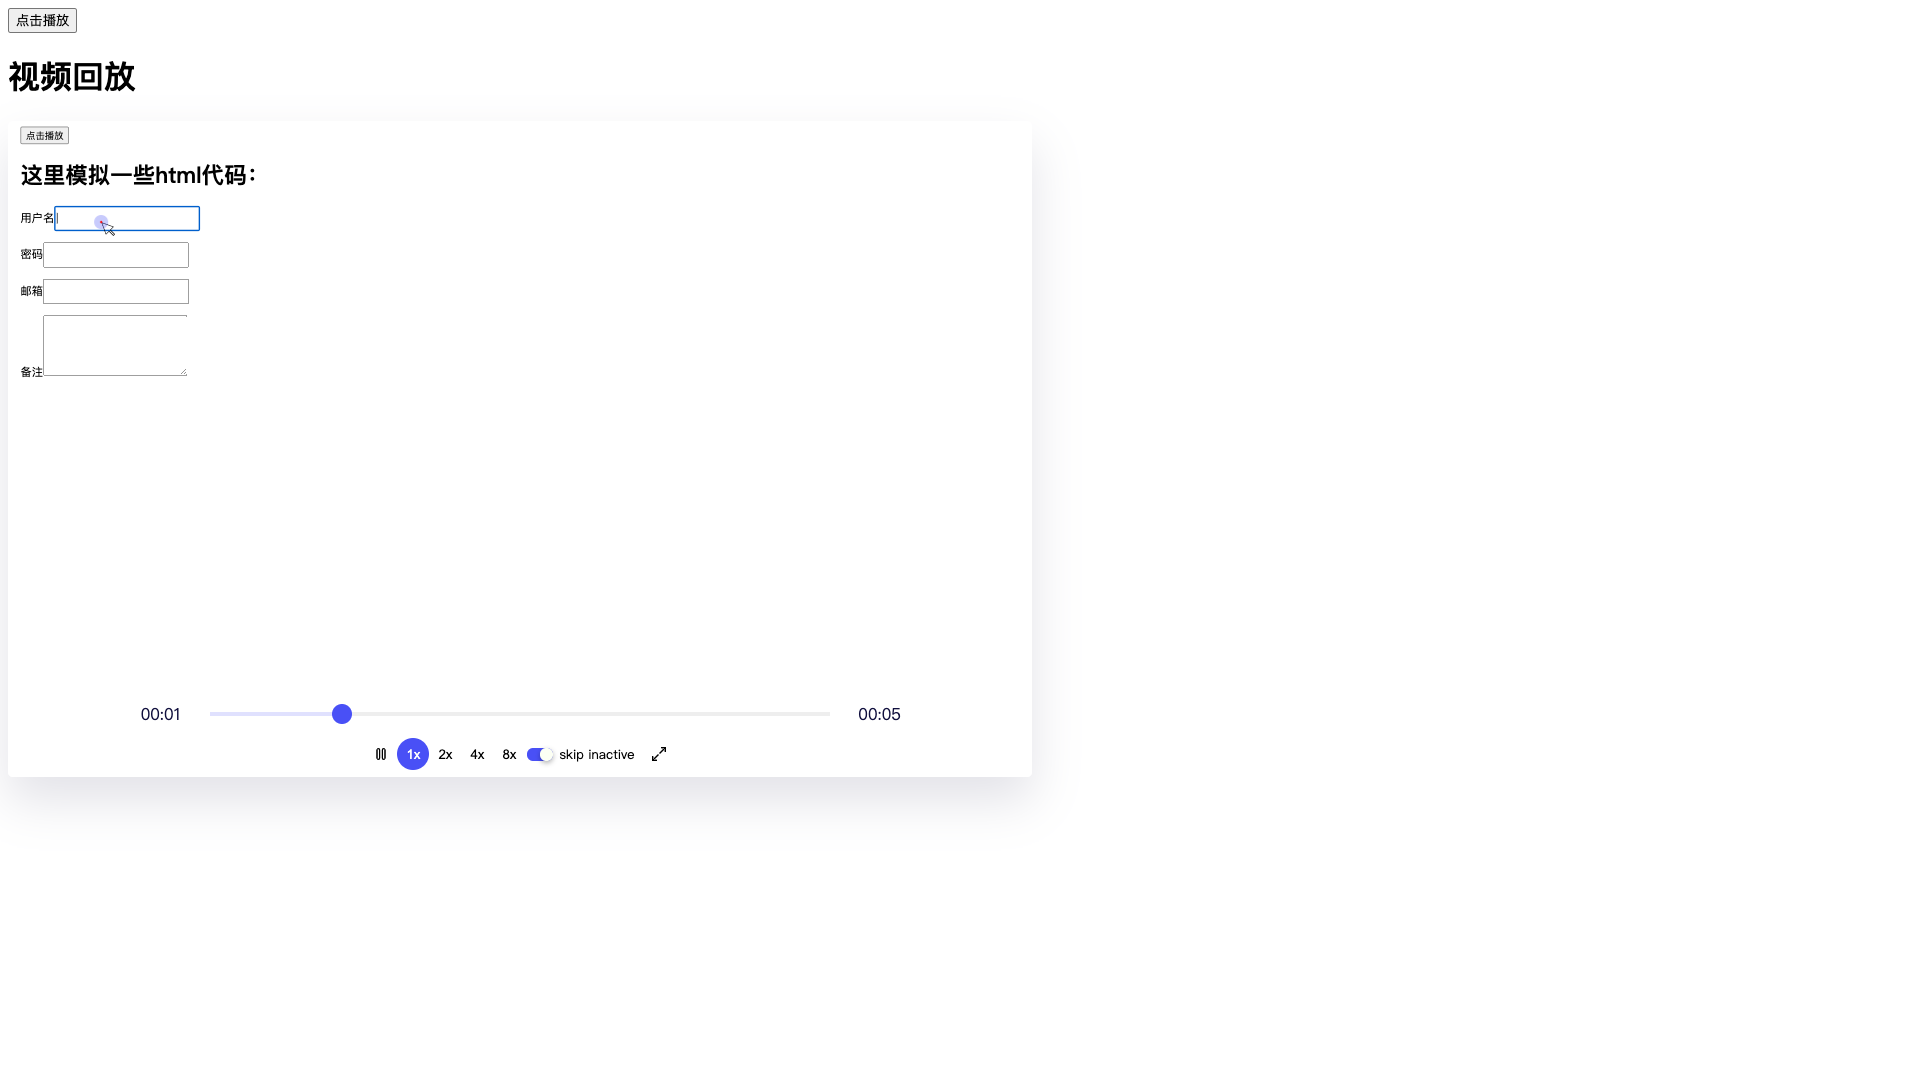 点击播放
视频回放
点击播放
这里模拟一些html代码：
用户名
密码
邮箱
备注
00:01 00:05
1x 2x 4x 8x skip inactive